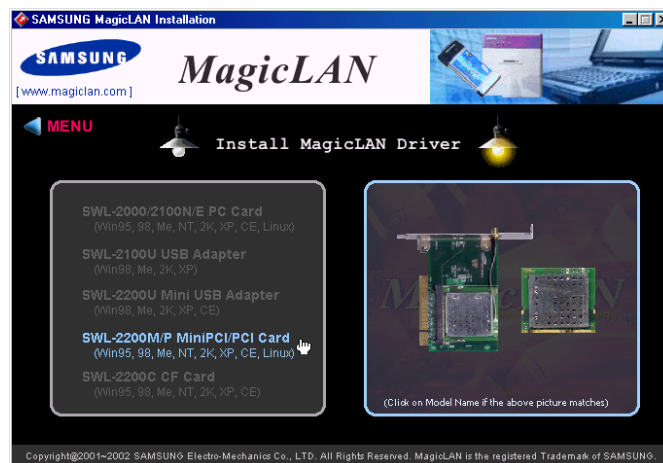 SAMSUNG MagicLAN Installation
SAMSUNG
MagicLAN
[www.magiclan.com]
MENU
Install MagicLAN Driver
SWL-2000/2100N/E PC Card
(Win95, 98, Me, NT, 2K, XP, CE, Linux)
SWL-2100U USB Adapter
(Win98, Me, 2K, XP)
SWL-2200U Mini USB Adapter
(Win98, Me, 2K, XP, CE)
SWL-2200M/P MiniPCI/PCI Card
(Win95, 98, Me, NT, 2K, XP, CE, Linux)
SWL-2200C CF Card
(Win95, 98, Me, NT, 2K, XP, CE)
(Click on Model Name if the above picture matches)
Copyright@2001~2002 SAMSUNG Electro-Mechanics Co., LTD. All Rights Reserved. MagicLAN is the registered Trademark of SAMSUNG.